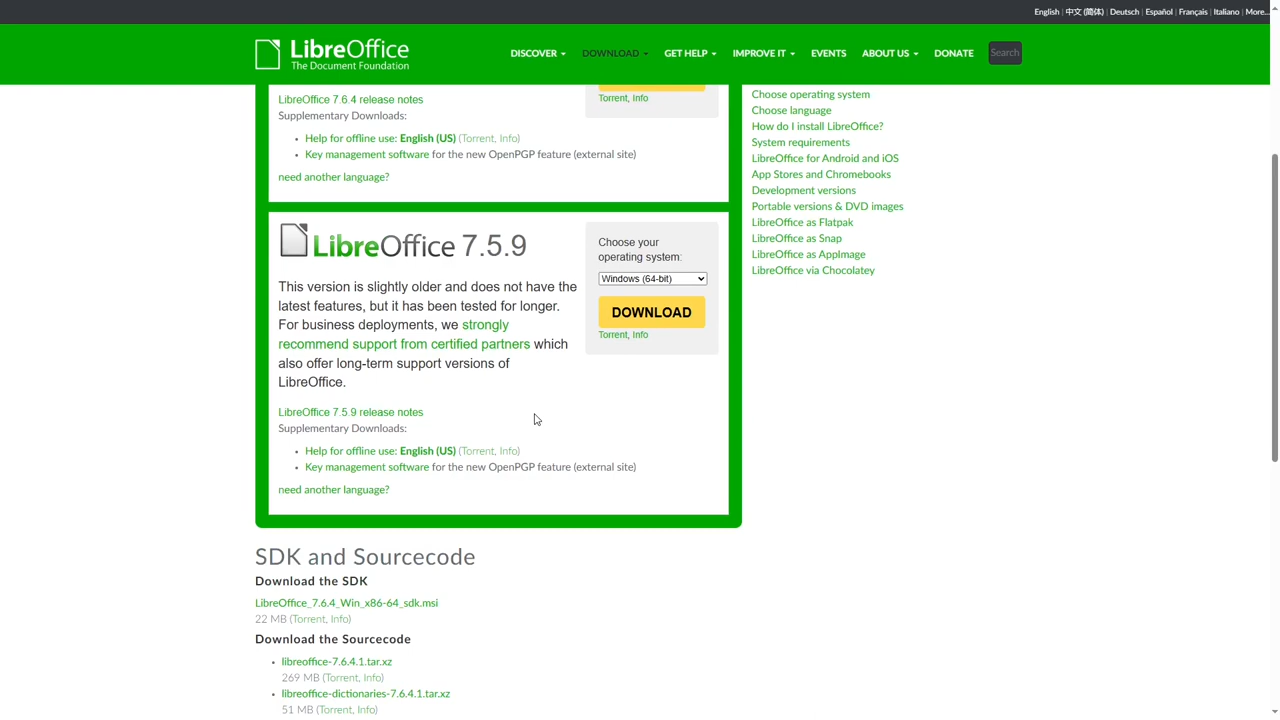 English | 中文 (简体) | Deutsch | Español | Français | Italiano | More...
LibreOffice
The Document Foundation
DISCOVER
DOWNLOAD
GET HELP
IMPROVE IT
EVENTS
ABOUT US
DONATE
Search
LibreOffice 7.6.4 release notes
Supplementary Downloads:
Help for offline use: English (US) (Torrent, Info)
Key management software for the new OpenPGP feature (external site)
need another language?
Torrent, Info
LibreOffice 7.5.9
This version is slightly older and does not have the
latest features, but it has been tested for longer.
For business deployments, we strongly
recommend support from certified partners which
also offer long-term support versions of
LibreOffice.
Choose your
operating system:
Windows (64-bit)
DOWNLOAD
Torrent, Info
LibreOffice 7.5.9 release notes
Supplementary Downloads:
Help for offline use: English (US) (Torrent, Info)
Key management software for the new OpenPGP feature (external site)
need another language?
SDK and Sourcecode
Download the SDK
LibreOffice_7.6.4_Win_x86-64_sdk.msi
22 MB (Torrent, Info)
Download the Sourcecode
libreoffice-7.6.4.1.tar.xz
269 MB (Torrent, Info)
libreoffice-dictionaries-7.6.4.1.tar.xz
51 MB (Torrent, Info)
Choose operating system
Choose language
How do I install LibreOffice?
System requirements
LibreOffice for Android and iOS
App Stores and Chromebooks
Development versions
Portable versions & DVD images
LibreOffice as Flatpak
LibreOffice as Snap
LibreOffice as AppImage
LibreOffice via Chocolatey